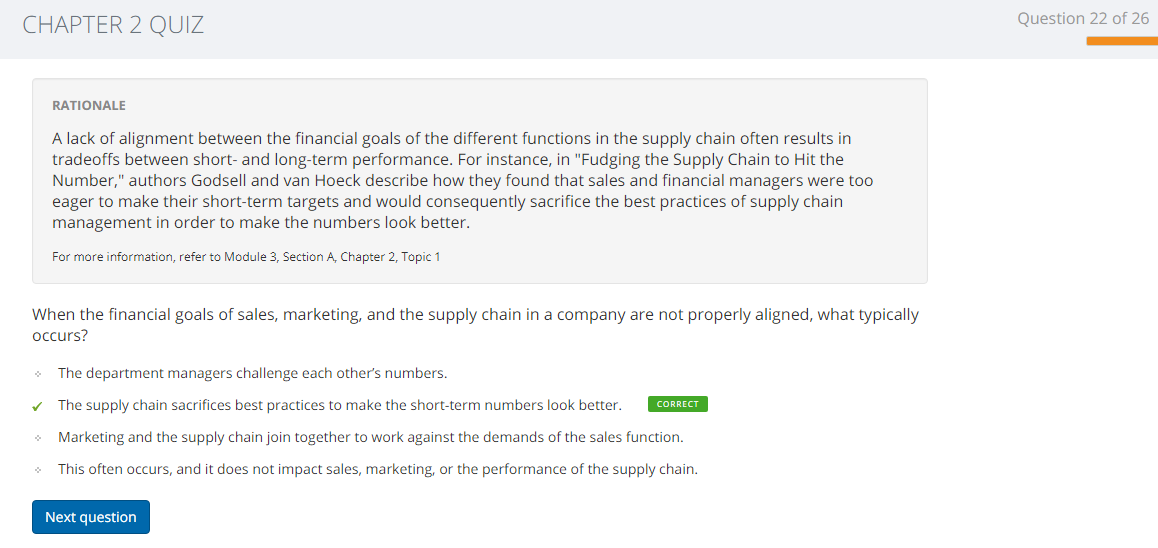 CHAPTER 2 QUIZ
Question 22 of 26
RATIONALE
A lack of alignment between the financial goals of the different functions in the supply chain often results in
tradeoffs between short- and long-term performance. For instance, in "Fudging the Supply Chain to Hit the
Number," authors Godsell and van Hoeck describe how they found that sales and financial managers were too
eager to make their short-term targets and would consequently sacrifice the best practices of supply chain
management in order to make the numbers look better.
For more information, refer to Module 3, Section A, Chapter 2, Topic 1
When the financial goals of sales, marketing, and the supply chain in a company are not properly aligned, what typically
occurs?
The department managers challenge each other’s numbers.
The supply chain sacrifices best practices to make the short-term numbers look better. CORRECT
Marketing and the supply chain join together to work against the demands of the sales function.
This often occurs, and it does not impact sales, marketing, or the performance of the supply chain.
Next question